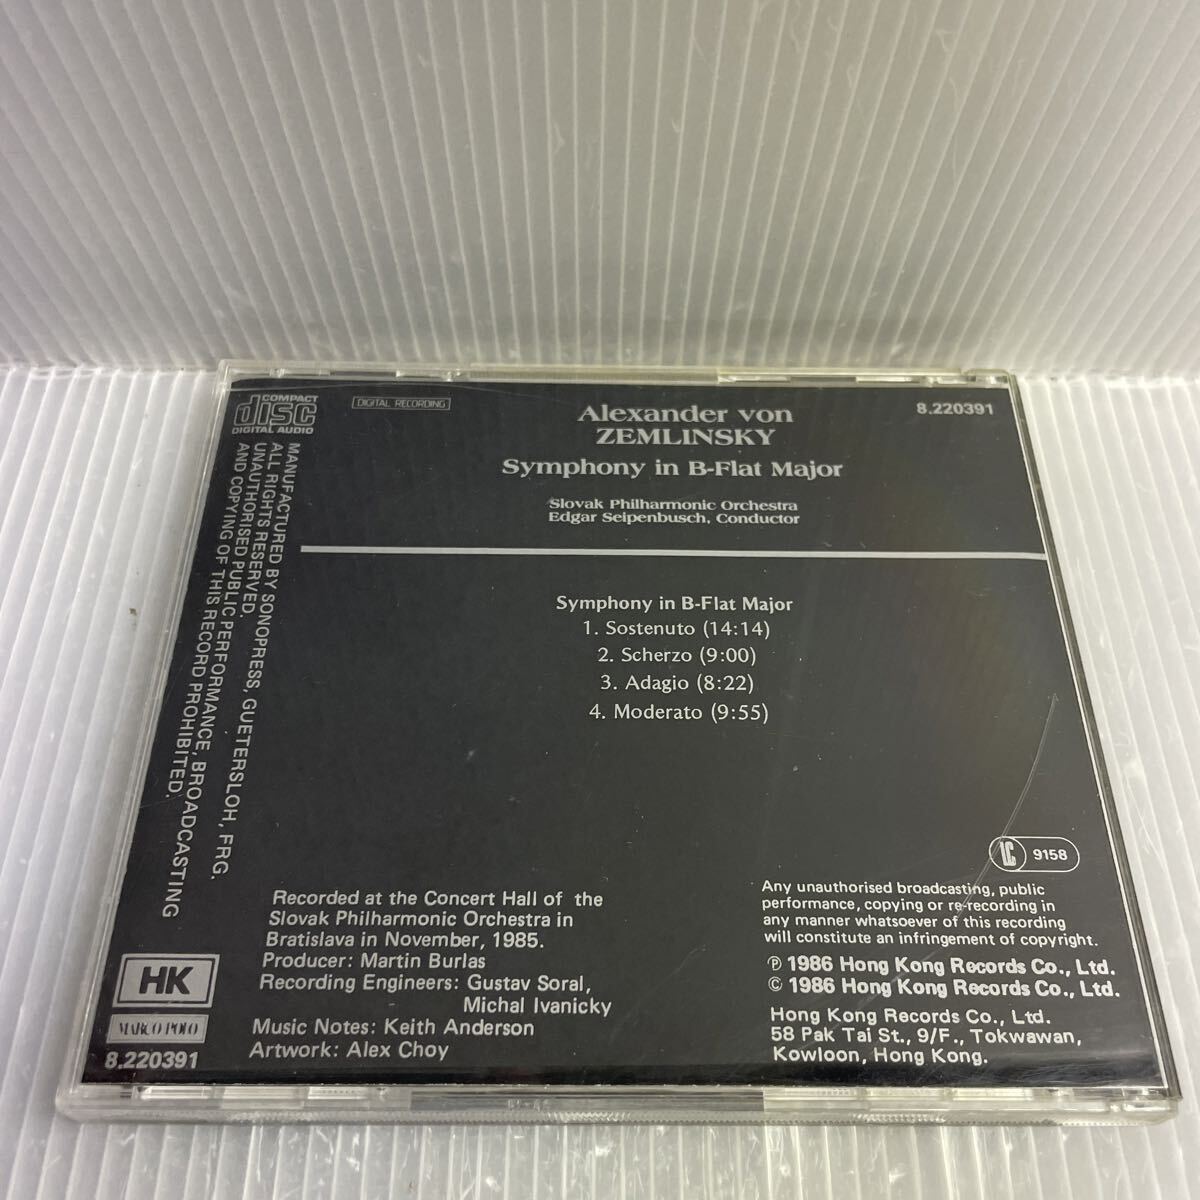 COMPACT
disc
DIGITAL AUDIO
DIGITAL RECORDING
Alexander von
ZEMLINSKY
8.220391
Symphony in B-Flat Major
Slovak Philharmonic Orchestra
Edgar Seipenbusch, Conductor
MANUFACTURED BY SONOPRESS, GUETERSLOH, FRG.
ALL RIGHTS RESERVED.
UNAUTHORISED PUBLIC PERFORMANCE, BROADCASTING
AND COPYING OF THIS RECORD PROHIBITED.
Symphony in B-Flat Major
1. Sostenuto (14:14)
2. Scherzo (9:00)
3. Adagio (8:22)
4. Moderato (9:55)
LC 9158
Recorded at the Concert Hall of the
Slovak Philharmonic Orchestra in
Bratislava in November, 1985.
Producer: Martin Burlas
Recording Engineers: Gustav Soral,
Michal Ivanicky
Music Notes: Keith Anderson
Artwork: Alex Choy
HK
MARCO POLO
8.220391
Any unauthorised broadcasting, public
performance, copying or re-recording in
any manner whatsoever of this recording
will constitute an infringement of copyright.
℗ 1986 Hong Kong Records Co., Ltd.
© 1986 Hong Kong Records Co., Ltd.
Hong Kong Records Co., Ltd.
58 Pak Tai St., 9/F., Tokwawan,
Kowloon, Hong Kong.